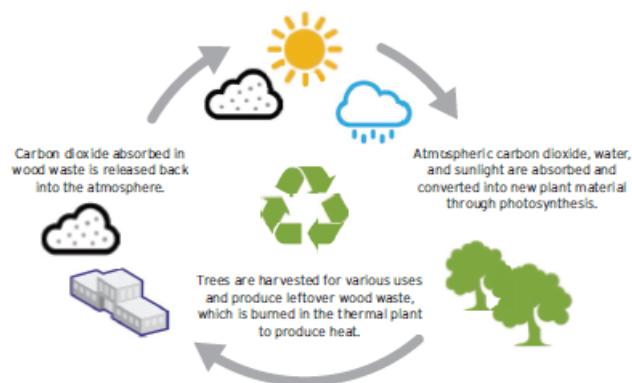 Carbon dioxide absorbed in
wood waste is released back
into the atmosphere.
Atmospheric carbon dioxide, water,
and sunlight are absorbed and
converted into new plant material
through photosynthesis.
Trees are harvested for various uses
and produce leftover wood waste,
which is burned in the thermal plant
to produce heat.